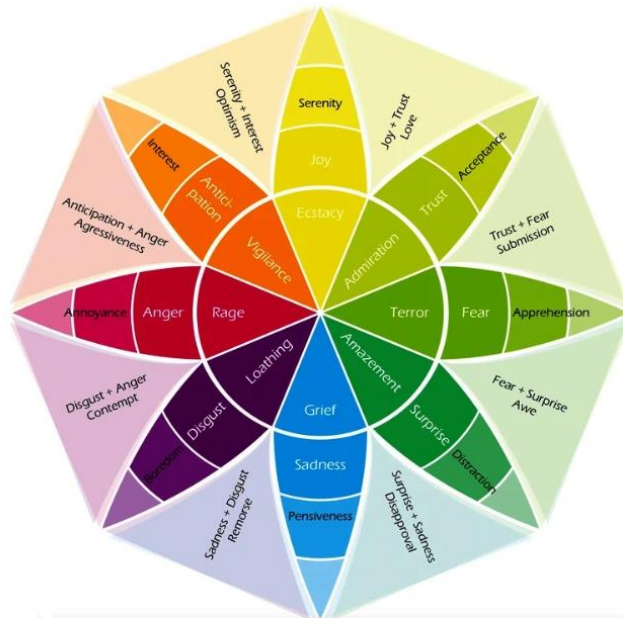 Serenity + Interest
Optimism
Serenity
Joy
Ecstacy
Joy + Trust
Love
Acceptance
Trust
Admiration
Trust + Fear
Submission
Terror
Fear
Apprehension
Fear + Surprise
Awe
Amazement
Surprise
Distraction
Surprise + Sadness
Disapproval
Grief
Sadness
Pensiveness
Sadness + Disgust
Remorse
Loathing
Disgust
Boredom
Disgust + Anger
Contempt
Annoyance
Anger
Rage
Anticipation + Anger
Agressiveness
Interest
Antici-
pation
Vigilance